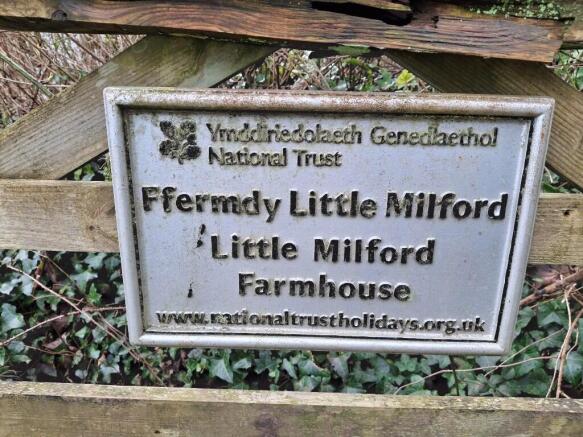 Ymddiriedolaeth Genedlaethol
National Trust
Ffermdy Little Milford
Little Milford
Farmhouse
www.nationaltrustholidays.org.uk